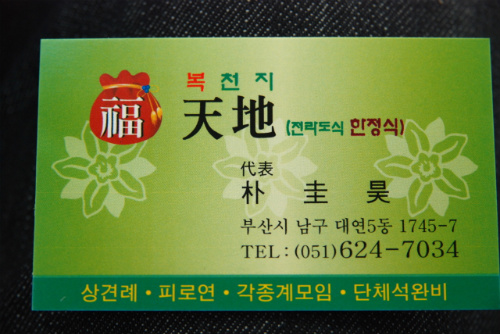 복천지
福
天地 (전라도식 한정식)
代表
朴 圭 昊
부산시 남구 대연5동 1745-7
TEL : (051) 624-7034
상견례 • 피로연 • 각종계모임 • 단체석완비